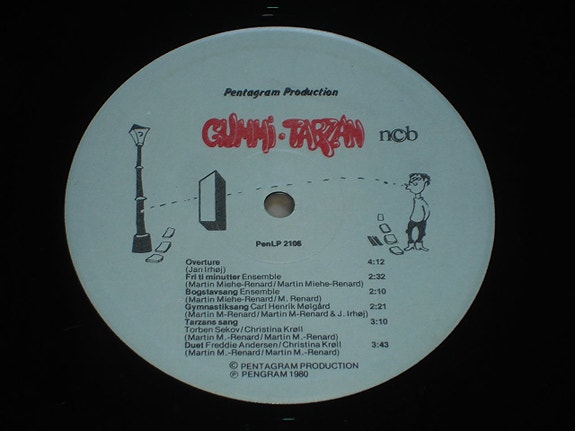 Pentagram Production
GUMMI·TARZAN
ncb
PenLP 2105
Overture 4:12
(Jan Irhøj)
Fri ti minutter Ensemble 2:32
(Martin Miehe-Renard/Martin Miehe-Renard)
Bogstavsang Ensemble 2:10
(Martin Miehe-Renard/M. Renard)
Gymnastiksang Carl Henrik Mølgård 2:21
(Martin M-Renard/Martin M-Renard & J. Irhøj)
Tarzans sang 3:10
Torben Sekov/Christina Krøll
(Martin M.-Renard/Martin M.-Renard)
Duet Freddie Andersen/Christina Krøll 3:43
(Martin M.-Renard/Martin M.-Renard)
© PENTAGRAM PRODUCTION
℗ PENGRAM 1980